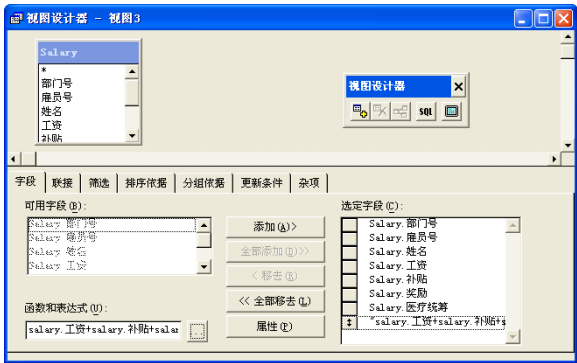 视图设计器 - 视图3
Salary
*
部门号
雇员号
姓名
工资
补贴
视图设计器
SQL
字段
联接
筛选
排序依据
分组依据
更新条件
杂项
可用字段(B):
Salary 部门号
Salary 雇员号
Salary 姓名
Salary 工资
函数和表达式(U):
salary.工资+salary.补贴+sala
...
添加(A)>
全部添加(D)>>
<移去(R)
<< 全部移去(L)
属性(P)
选定字段(C):
Salary.部门号
Salary.雇员号
Salary.姓名
Salary.工资
Salary.补贴
Salary.奖励
Salary.医疗统筹
"salary.工资+salary.补贴+s